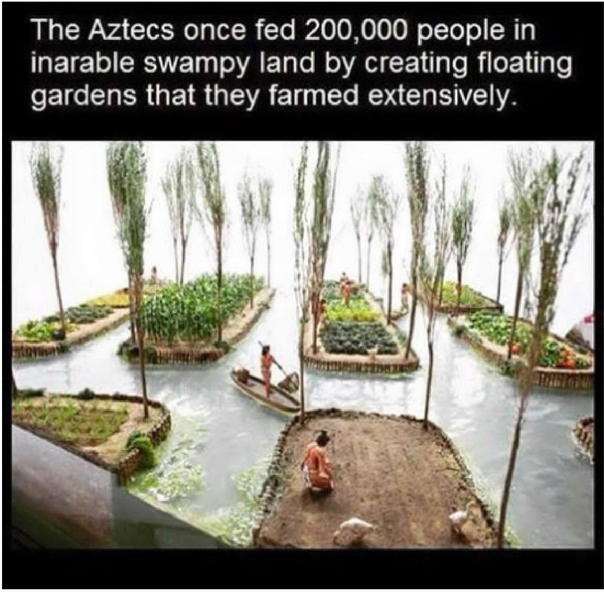 The Aztecs once fed 200,000 people in
inarable swampy land by creating floating
gardens that they farmed extensively.